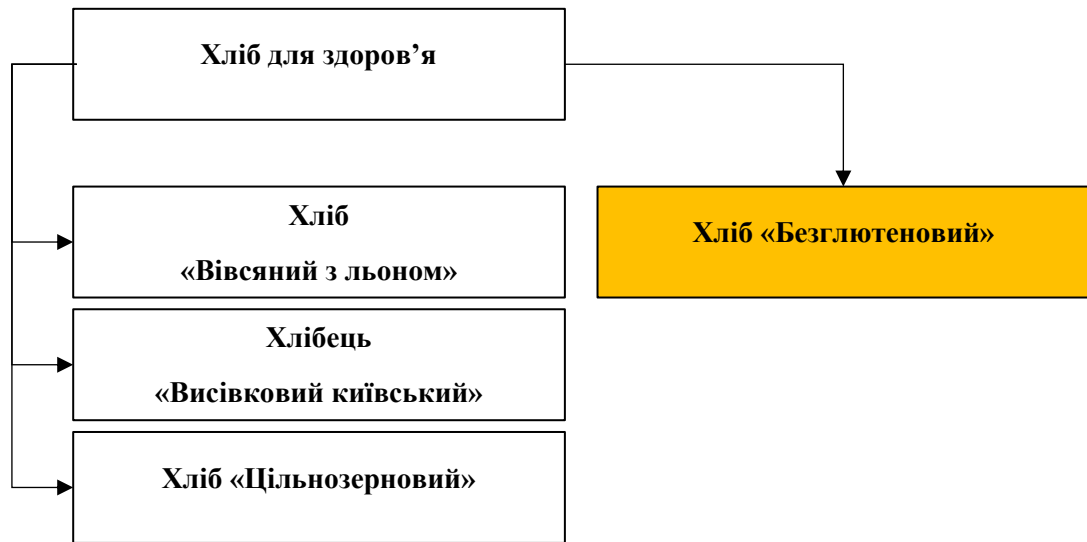 Хліб для здоров’я
Хліб
«Вівсяний з льоном»
Хліб «Безглютеновий»
Хлібець
«Висівковий київський»
Хліб «Цільнозерновий»